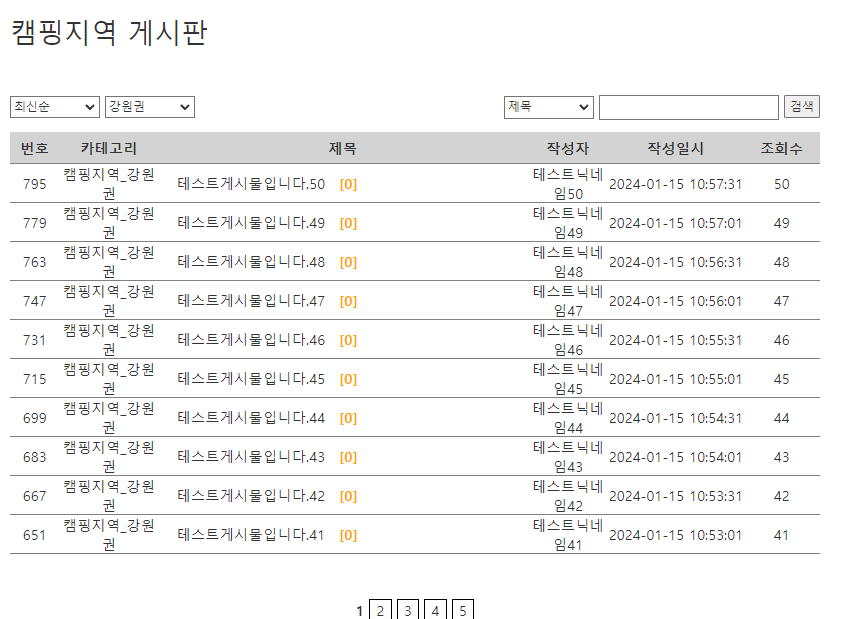 캠핑지역 게시판
최신순 강원권 제목 검색
번호 카테고리 제목 작성자 작성일시 조회수
795 캠핑지역_강원권 테스트게시물입니다.50 [0] 테스트닉네임50 2024-01-15 10:57:31 50
779 캠핑지역_강원권 테스트게시물입니다.49 [0] 테스트닉네임49 2024-01-15 10:57:01 49
763 캠핑지역_강원권 테스트게시물입니다.48 [0] 테스트닉네임48 2024-01-15 10:56:31 48
747 캠핑지역_강원권 테스트게시물입니다.47 [0] 테스트닉네임47 2024-01-15 10:56:01 47
731 캠핑지역_강원권 테스트게시물입니다.46 [0] 테스트닉네임46 2024-01-15 10:55:31 46
715 캠핑지역_강원권 테스트게시물입니다.45 [0] 테스트닉네임45 2024-01-15 10:55:01 45
699 캠핑지역_강원권 테스트게시물입니다.44 [0] 테스트닉네임44 2024-01-15 10:54:31 44
683 캠핑지역_강원권 테스트게시물입니다.43 [0] 테스트닉네임43 2024-01-15 10:54:01 43
667 캠핑지역_강원권 테스트게시물입니다.42 [0] 테스트닉네임42 2024-01-15 10:53:31 42
651 캠핑지역_강원권 테스트게시물입니다.41 [0] 테스트닉네임41 2024-01-15 10:53:01 41
1 2 3 4 5